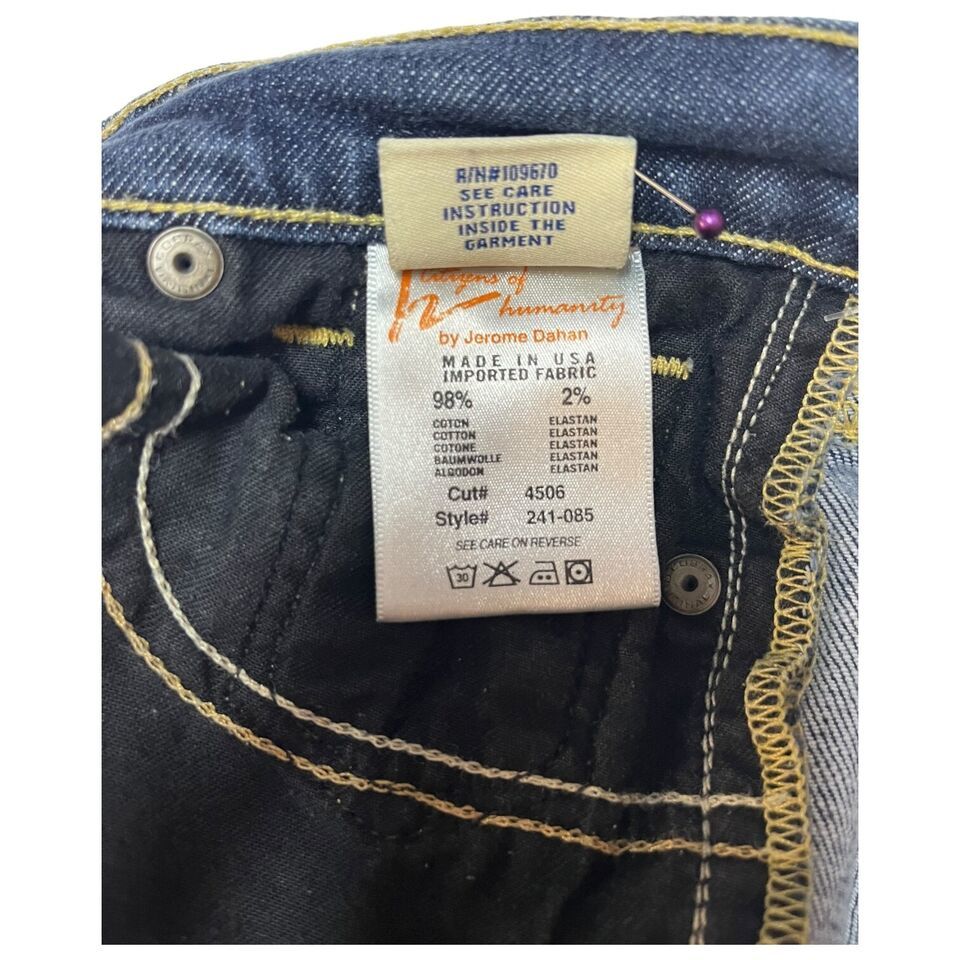 R/N#109670
SEE CARE
INSTRUCTION
INSIDE THE
GARMENT
citizens of
humanity
by Jerome Dahan
MADE IN USA
IMPORTED FABRIC
98% 2%
COTON ELASTAN
COTTON ELASTAN
COTONE ELASTAN
BAUMWOLLE ELASTAN
ALGODON ELASTAN
Cut# 4506
Style# 241-085
SEE CARE ON REVERSE
30